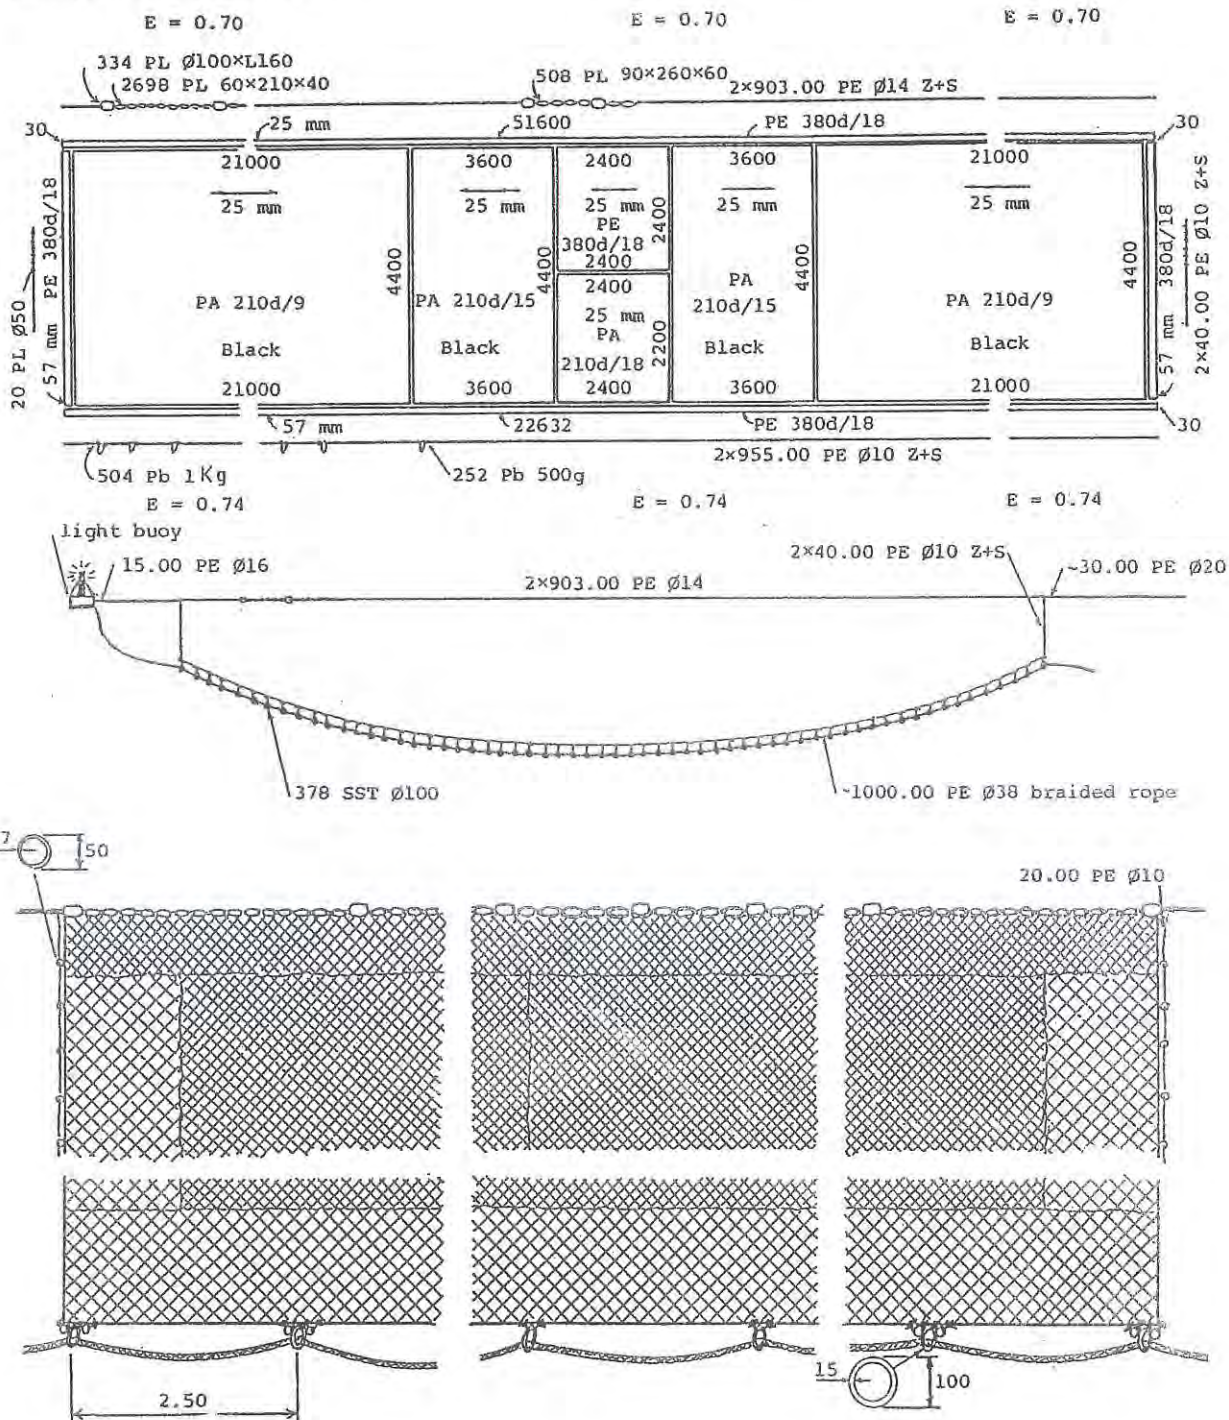 E = 0.70 E = 0.70 E = 0.70
334 PL Ø100×L160
2698 PL 60×210×40
508 PL 90×260×60
2×903.00 PE Ø14 Z+S
30 25 mm 51600 PE 380d/18 30
21000 3600 2400 3600 21000
25 mm 25 mm 25 mm 25 mm 25 mm
PE
380d/18
2400
2400
2400
25 mm
PA
210d/18
2200
2400
20 PL Ø50
57 mm PE 380d/18
PA 210d/9
Black
21000
4400
PA 210d/15
Black
3600
4400
PA
210d/15
Black
3600
4400
PA 210d/9
Black
21000
4400
57 mm 380d/18
2×40.00 PE Ø10 Z+S
57 mm 22632 PE 380d/18 30
2×955.00 PE Ø10 Z+S
504 Pb 1Kg
252 Pb 500g
E = 0.74 E = 0.74 E = 0.74
light buoy
15.00 PE Ø16
2×903.00 PE Ø14
2×40.00 PE Ø10 Z+S
~30.00 PE Ø20
378 SST Ø100
~1000.00 PE Ø38 braided rope
7
50
20.00 PE Ø10
15
100
2.50